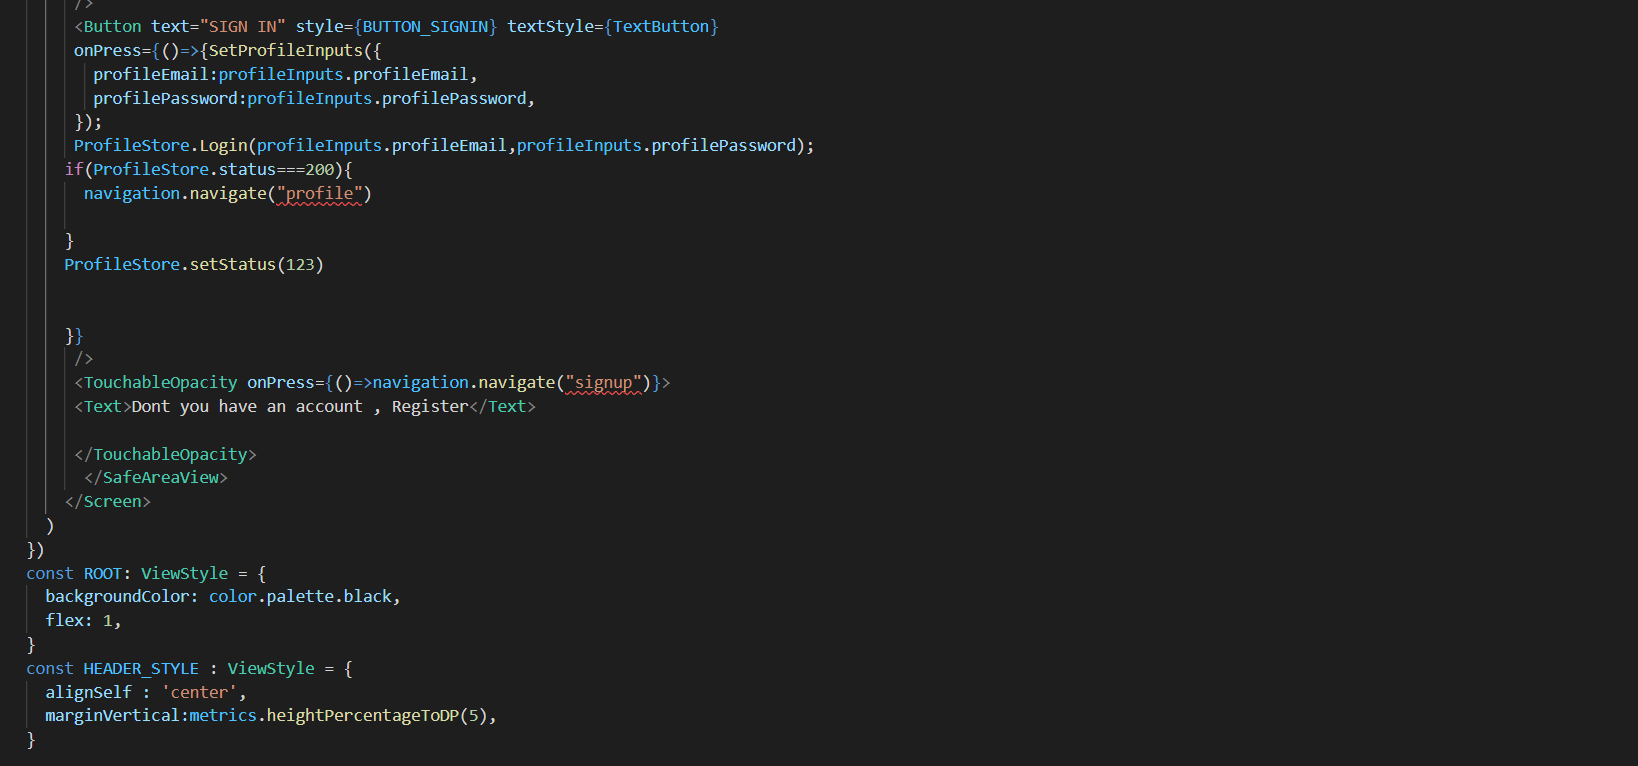 />
<Button text="SIGN IN" style={BUTTON_SIGNIN} textStyle={TextButton}
onPress={()=>{SetProfileInputs({
profileEmail:profileInputs.profileEmail,
profilePassword:profileInputs.profilePassword,
});
ProfileStore.Login(profileInputs.profileEmail,profileInputs.profilePassword);
if(ProfileStore.status===200){
navigation.navigate("profile")
}
ProfileStore.setStatus(123)
}}
/>
<TouchableOpacity onPress={()=>navigation.navigate("signup")}>
<Text>Dont you have an account , Register</Text>
</TouchableOpacity>
</SafeAreaView>
</Screen>
)
})
const ROOT: ViewStyle = {
backgroundColor: color.palette.black,
flex: 1,
}
const HEADER_STYLE : ViewStyle = {
alignSelf : 'center',
marginVertical:metrics.heightPercentageToDP(5),
}